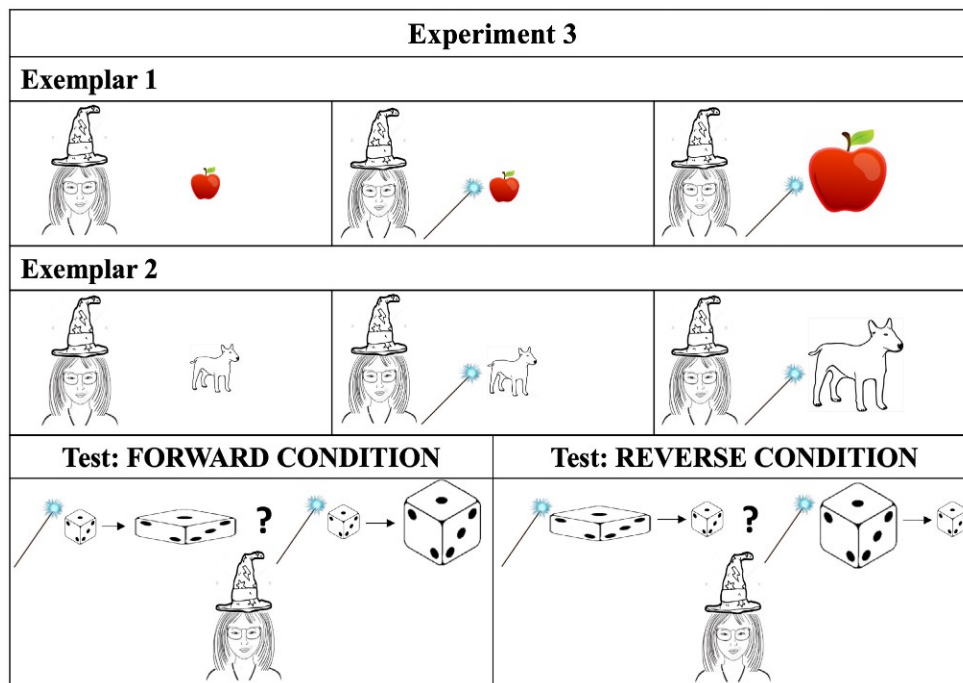 Experiment 3
Exemplar 1
Exemplar 2
Test: FORWARD CONDITION
Test: REVERSE CONDITION
?
?